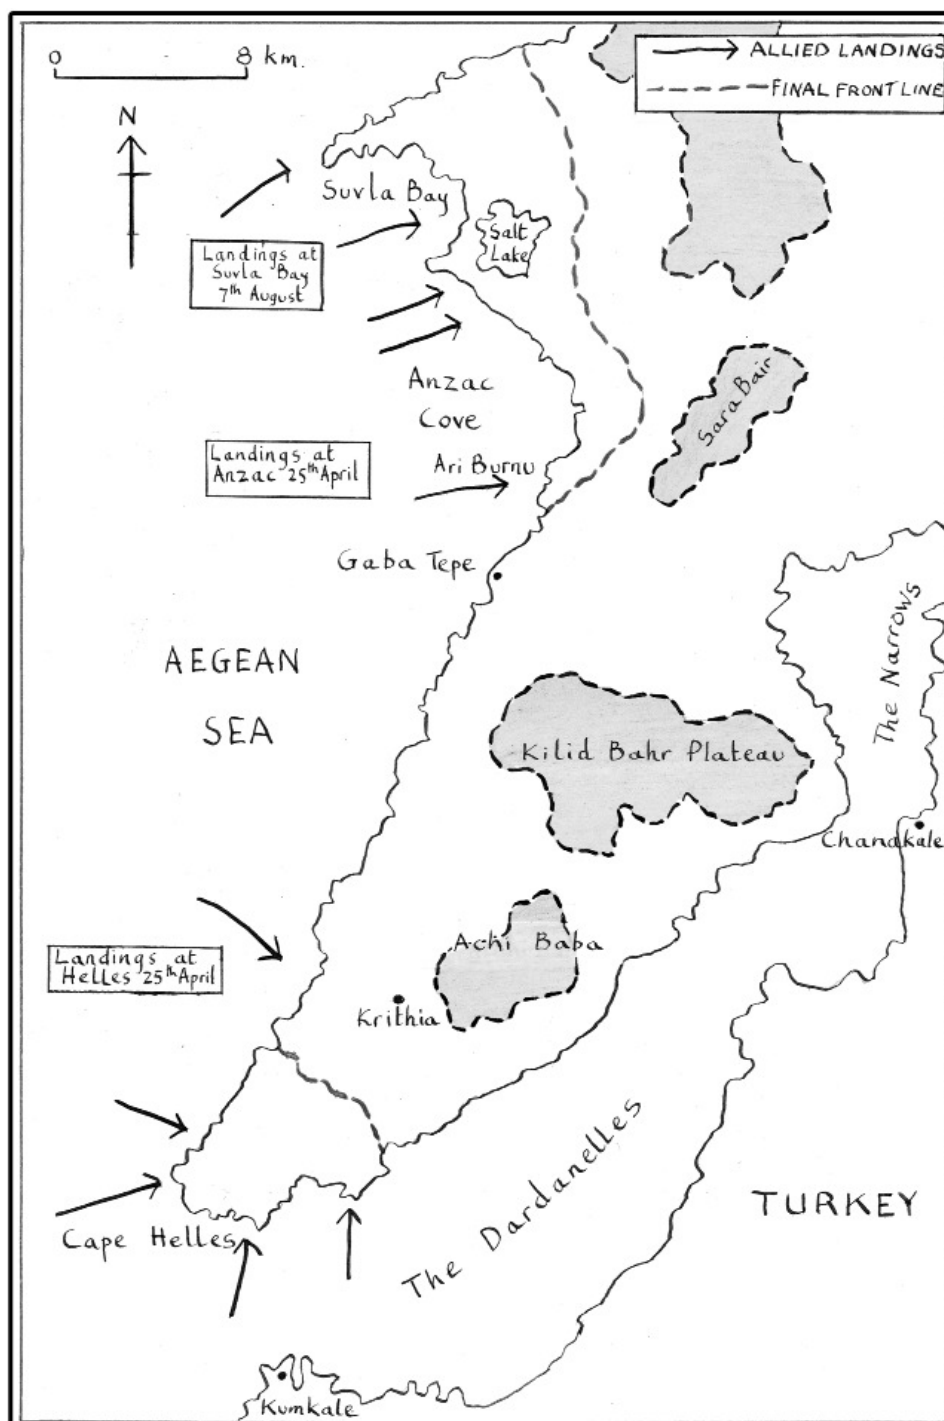 0 8 km.
ALLIED LANDINGS
FINAL FRONT LINE
N
Suvla Bay
Salt
Lake
Landings at
Suvla Bay
7th August
Anzac
Cove
Sara Bair
Landings at
Anzac 25th April
Ari Burnu
Gaba Tepe
The Narrows
AEGEAN
SEA
Kilid Bahr Plateau
Chanakale
Achi Baba
Landings at
Helles 25th April
Krithia
The Dardanelles
TURKEY
Cape Helles
Kumkale